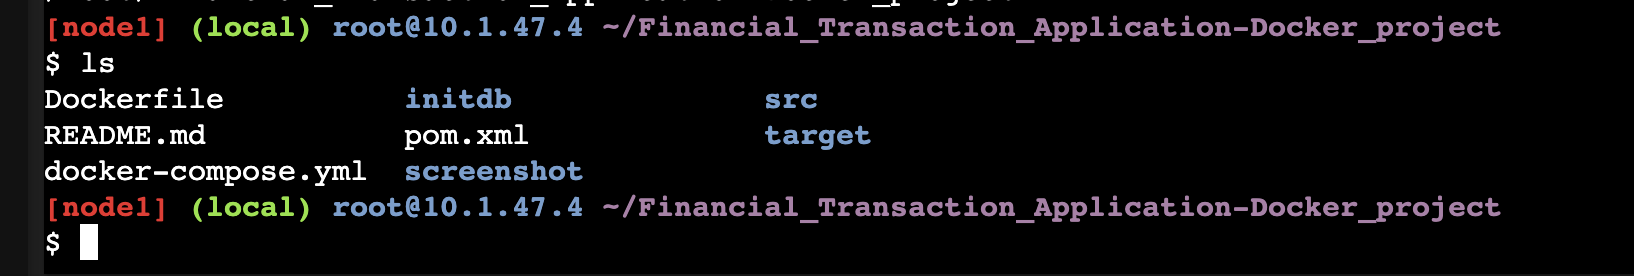 [node1] (local) root@10.1.47.4 ~/Financial_Transaction_Application-Docker_project
$ ls
Dockerfile initdb src
README.md pom.xml target
docker-compose.yml screenshot
[node1] (local) root@10.1.47.4 ~/Financial_Transaction_Application-Docker_project
$